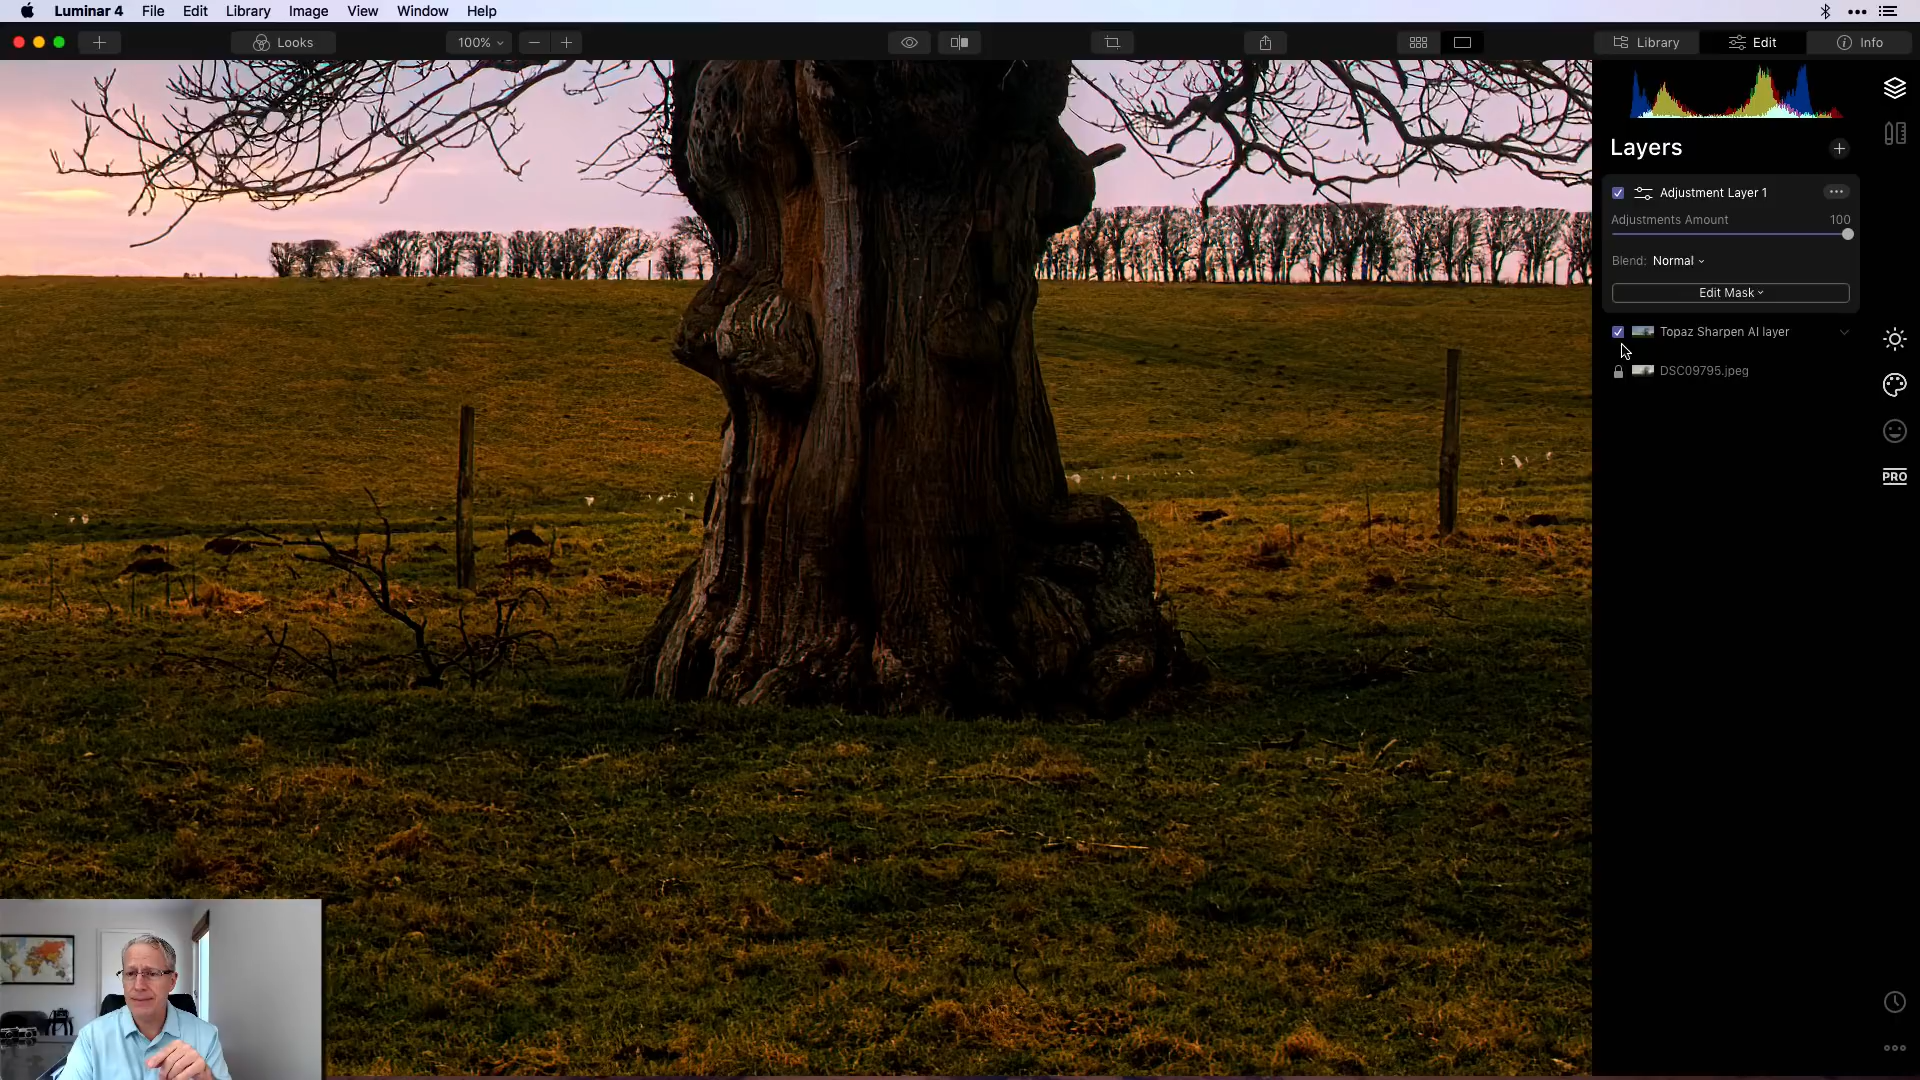 Luminar 4 File Edit Library Image View Window Help
Looks 100% Library Edit Info
Layers
Adjustment Layer 1
Adjustments Amount 100
Blend: Normal
Edit Mask
Topaz Sharpen AI layer
DSC09795.jpeg
PRO